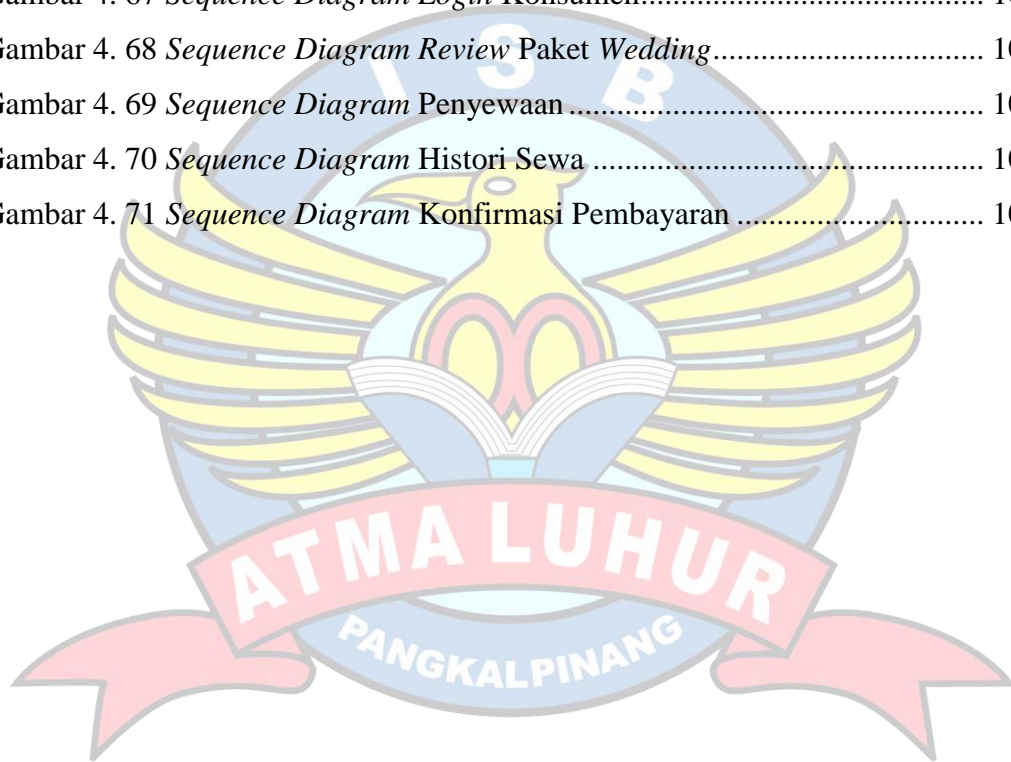 Gambar 4. 67 Sequence Diagram Login Konsumen
Gambar 4. 68 Sequence Diagram Review Paket Wedding
Gambar 4. 69 Sequence Diagram Penyewaan
Gambar 4. 70 Sequence Diagram Histori Sewa
Gambar 4. 71 Sequence Diagram Konfirmasi Pembayaran
I S B
ATMA LUHUR
PANGKALPINANG